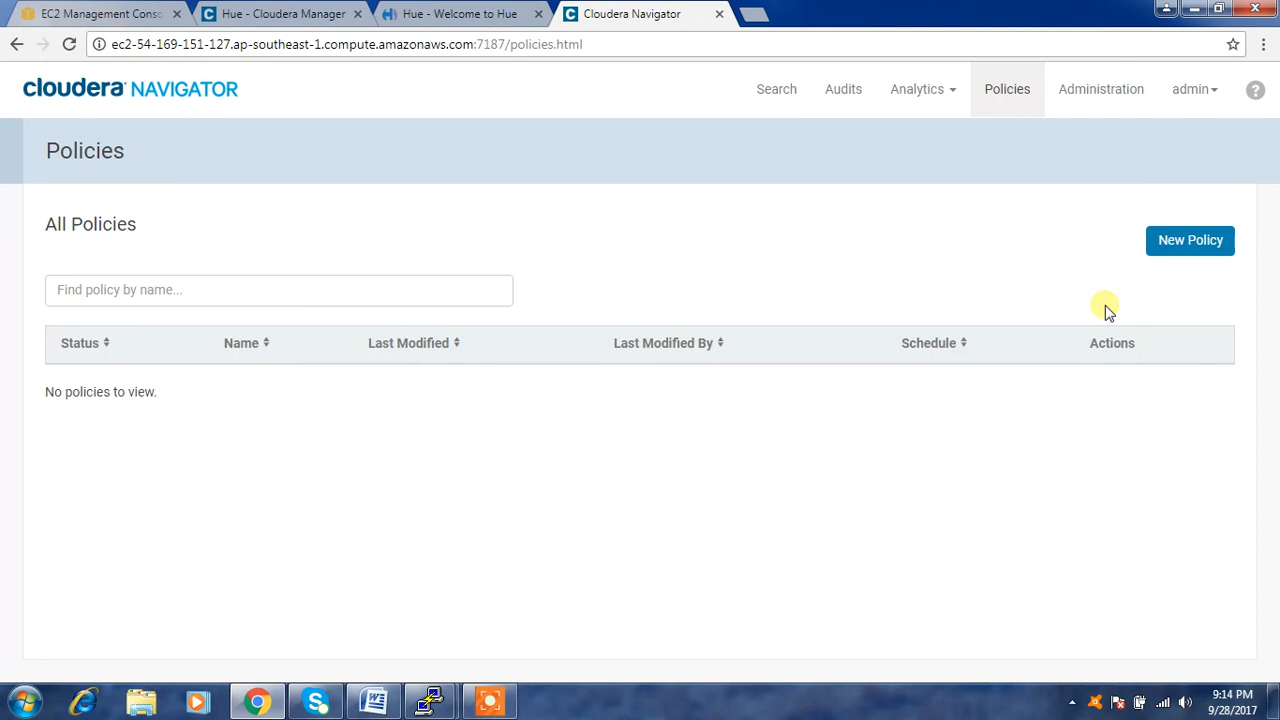 EC2 Management Conso
Hue - Cloudera Manager
Hue - Welcome to Hue
Cloudera Navigator
ec2-54-169-151-127.ap-southeast-1.compute.amazonaws.com:7187/policies.html
cloudera NAVIGATOR
Search
Audits
Analytics
Policies
Administration
admin
?
Policies
All Policies
New Policy
Find policy by name...
Status
Name
Last Modified
Last Modified By
Schedule
Actions
No policies to view.
9:14 PM
9/28/2017